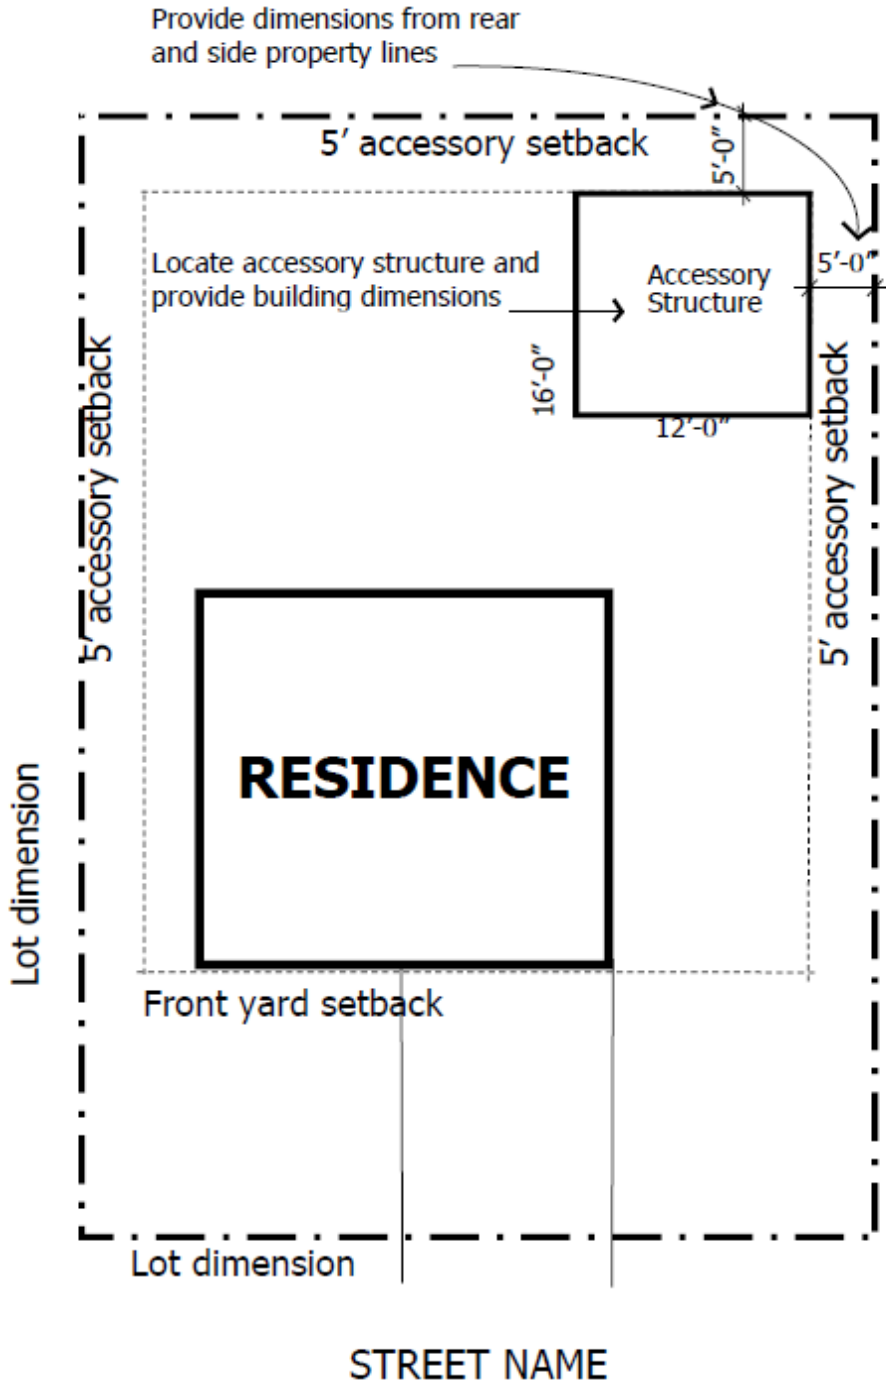 Provide dimensions from rear
and side property lines
5′ accessory setback
5′-0″
Locate accessory structure and
provide building dimensions
Accessory
Structure
5′-0″
16′-0″
12′-0″
5′ accessory setback
5′ accessory setback
RESIDENCE
Lot dimension
Front yard setback
Lot dimension
STREET NAME